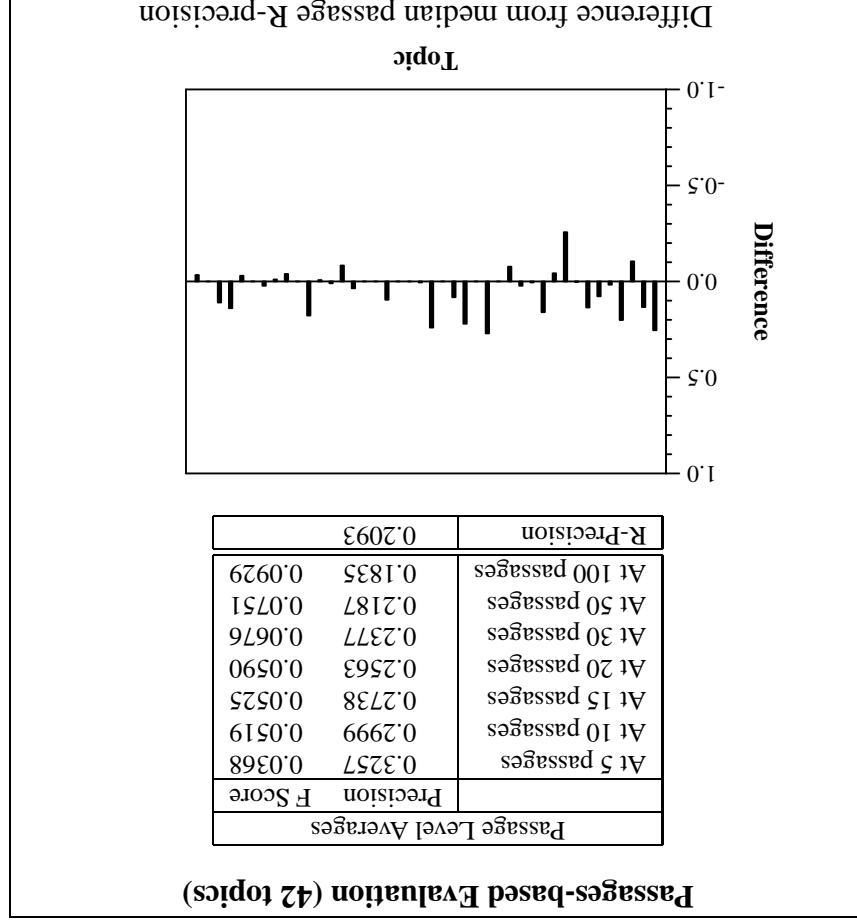 Passages-based Evaluation (42 topics)
Passage Level Averages
Precision F Score
At 5 passages 0.3257 0.0368
At 10 passages 0.2999 0.0519
At 15 passages 0.2738 0.0525
At 20 passages 0.2563 0.0590
At 30 passages 0.2377 0.0676
At 50 passages 0.2187 0.0751
At 100 passages 0.1835 0.0929
R-Precision 0.2093
1.0
0.5
0.0
-0.5
-1.0
Difference
Topic
Difference from median passage R-precision